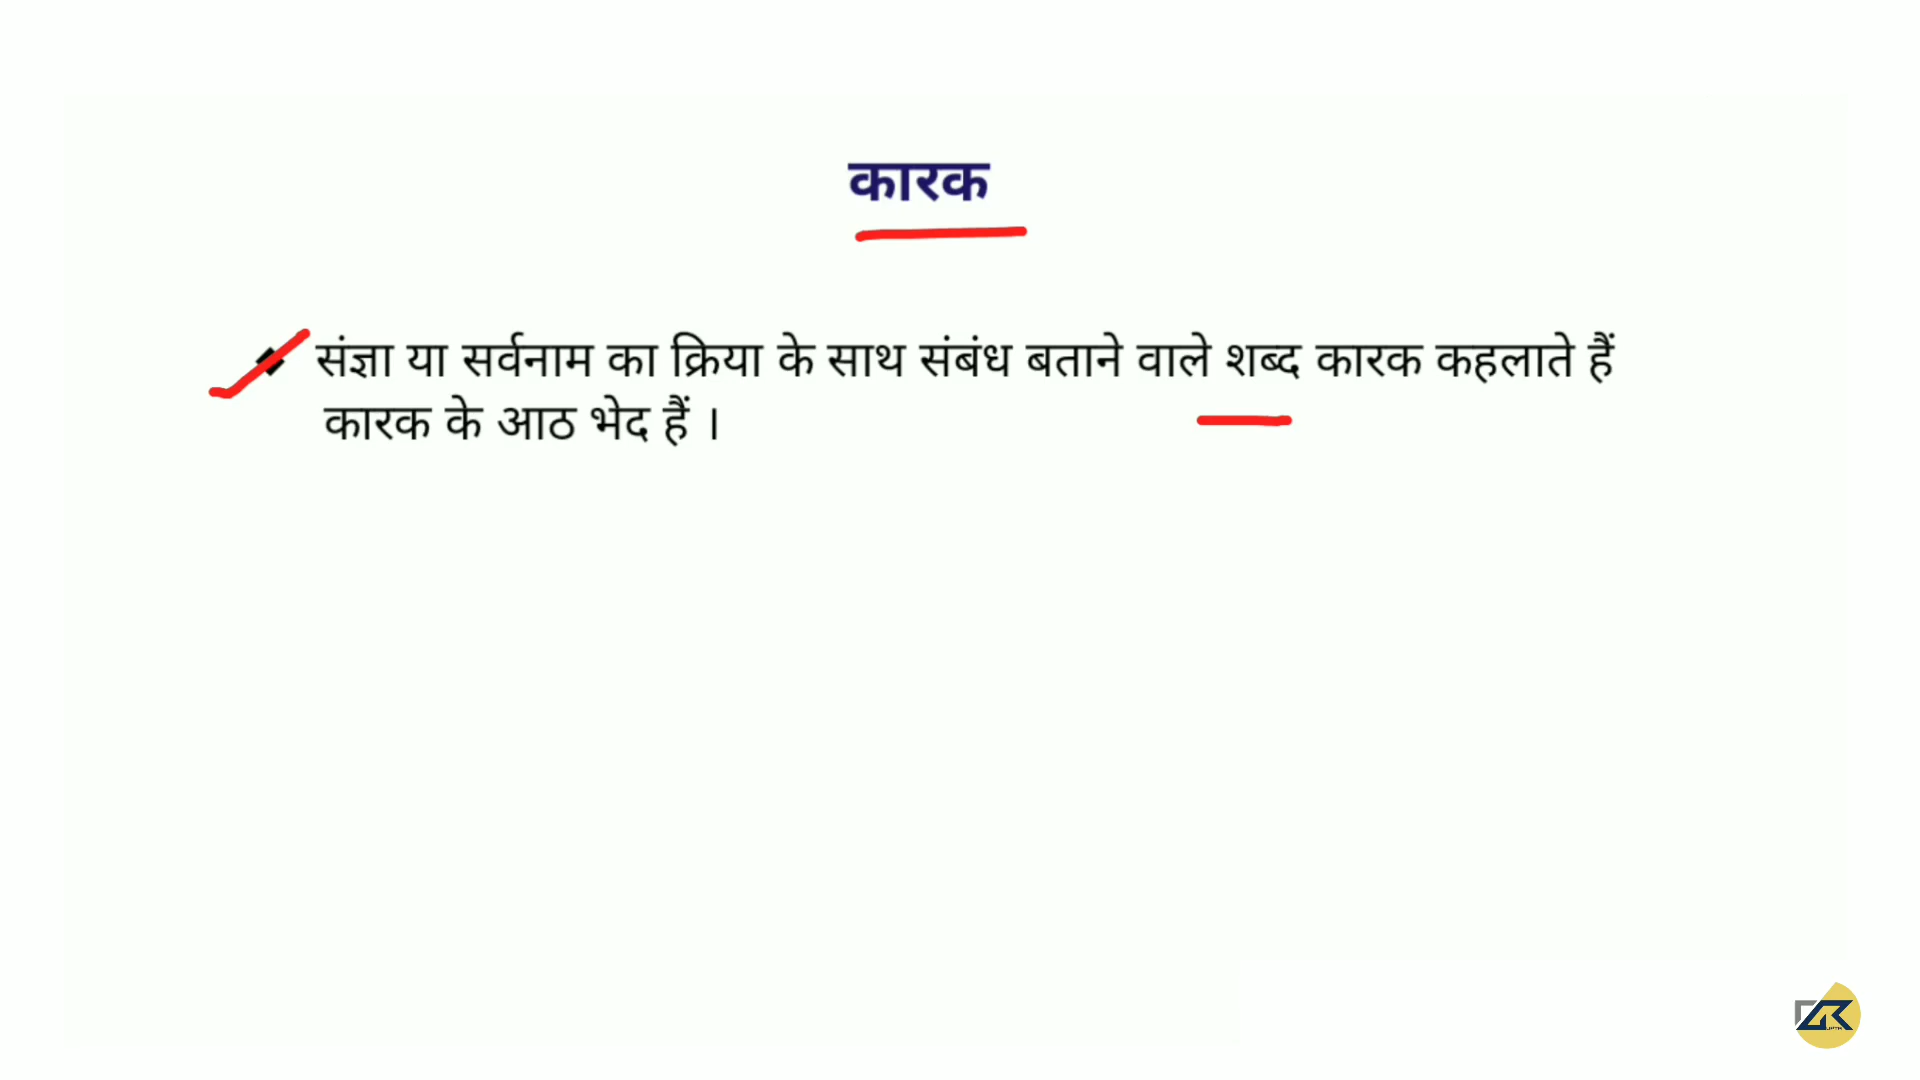 कारक
संज्ञा या सर्वनाम का क्रिया के साथ संबंध बताने वाले शब्द कारक कहलाते हैं
कारक के आठ भेद हैं ।